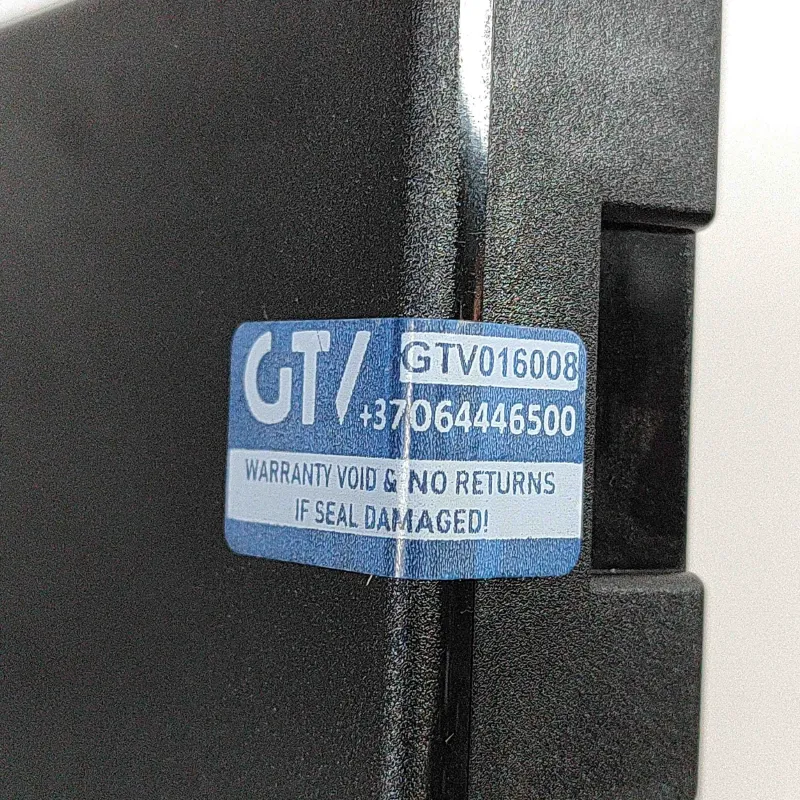 GTV
GTV016008
+37064446500
WARRANTY VOID & NO RETURNS
IF SEAL DAMAGED!